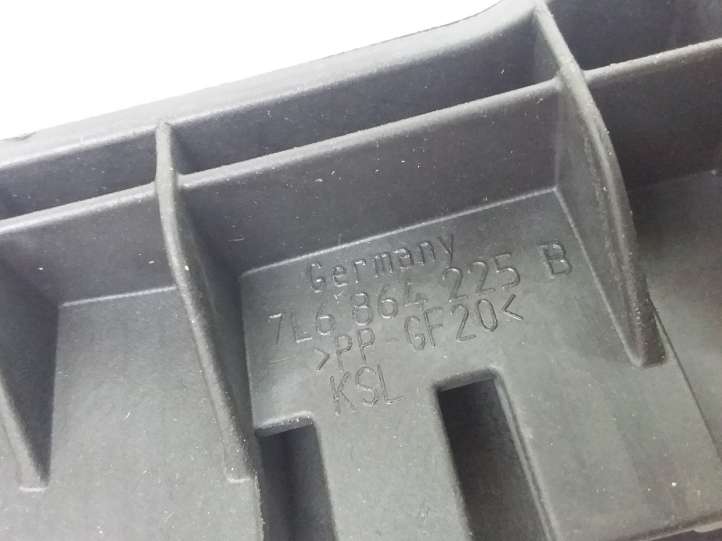 Germany
7L6 864 225 B
>PP-GF20<
KSL